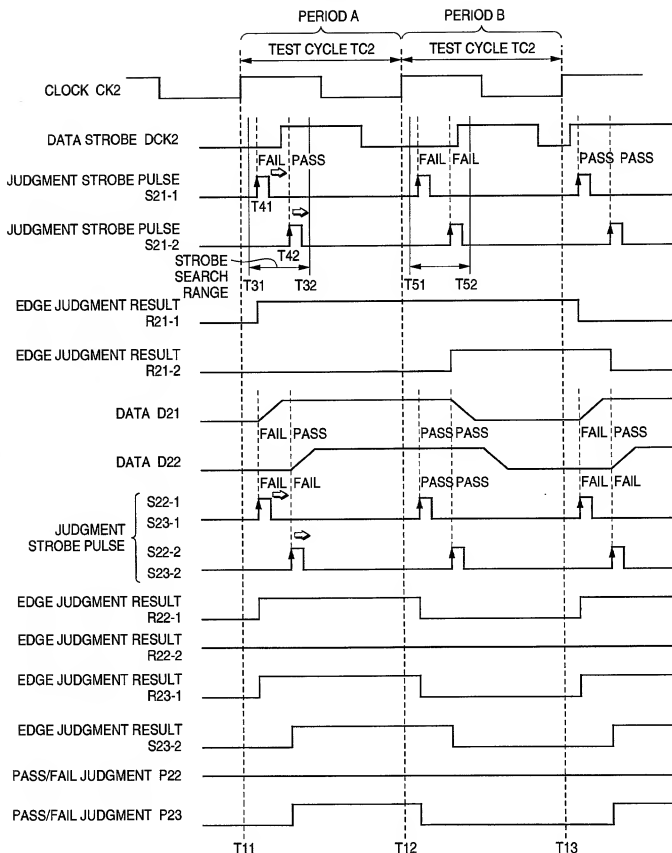 PERIOD A PERIOD B
TEST CYCLE TC2 TEST CYCLE TC2
CLOCK CK2
DATA STROBE DCK2
FAIL PASS FAIL FAIL PASS PASS
JUDGMENT STROBE PULSE
S21-1
T41
JUDGMENT STROBE PULSE
S21-2
T42
STROBE
SEARCH
RANGE
T31 T32 T51 T52
EDGE JUDGMENT RESULT
R21-1
EDGE JUDGMENT RESULT
R21-2
DATA D21
FAIL PASS PASS PASS FAIL PASS
DATA D22
FAIL FAIL PASS PASS FAIL FAIL
S22-1
S23-1
JUDGMENT
STROBE PULSE
S22-2
S23-2
EDGE JUDGMENT RESULT
R22-1
EDGE JUDGMENT RESULT
R22-2
EDGE JUDGMENT RESULT
R23-1
EDGE JUDGMENT RESULT
S23-2
PASS/FAIL JUDGMENT P22
PASS/FAIL JUDGMENT P23
T11 T12 T13